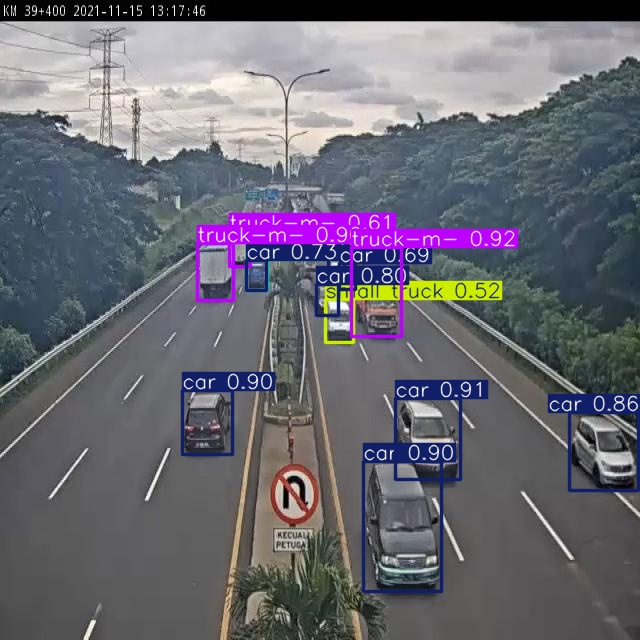 KM 39+400 2021-11-15 13:17:46
truck-m- 0.61
truck-m- 0.9
truck-m- 0.92
car 0.73
car 0.69
car 0.80
small truck 0.52
car 0.90
car 0.91
car 0.86
car 0.90
KECUALI
PETUGAS